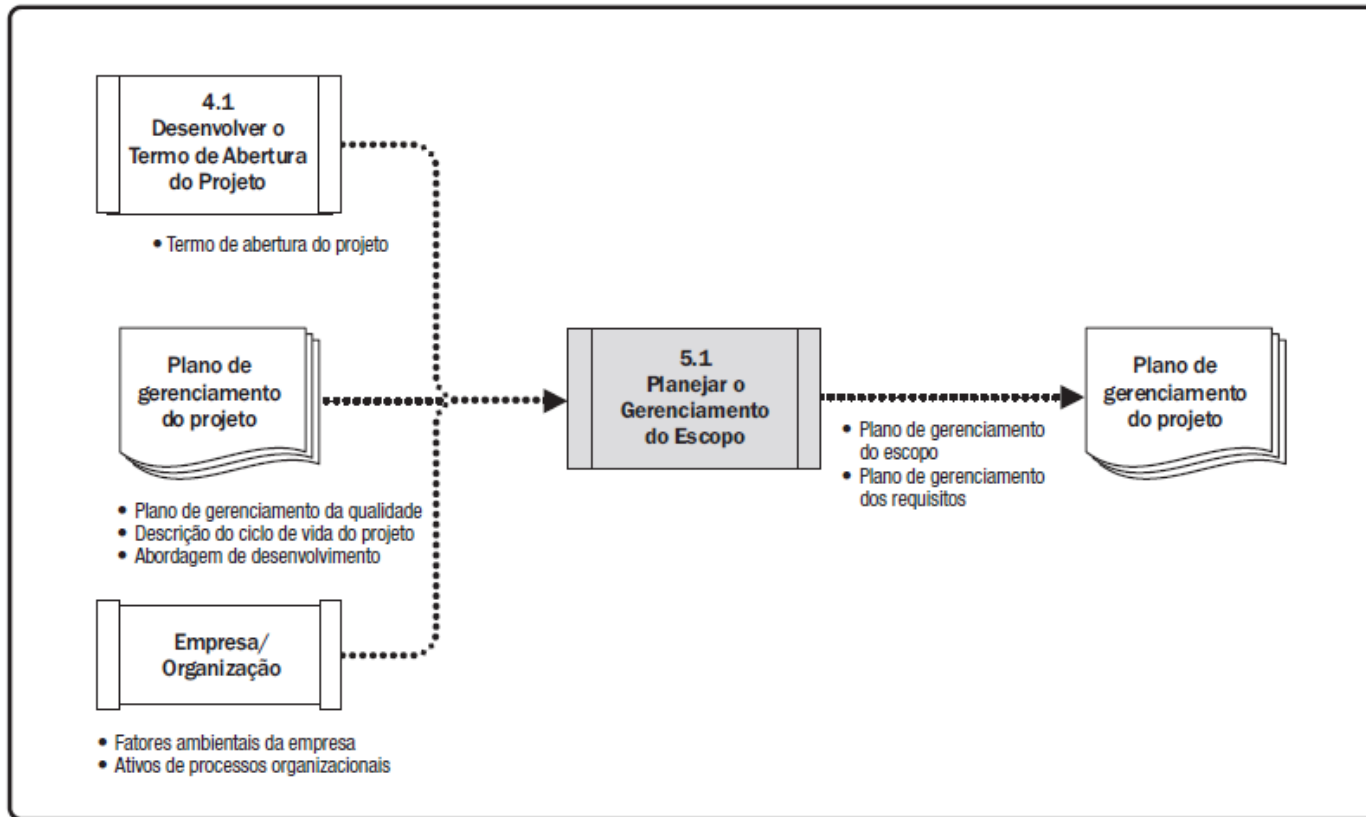 4.1
Desenvolver o
Termo de Abertura
do Projeto
• Termo de abertura do projeto
Plano de
gerenciamento
do projeto
• Plano de gerenciamento da qualidade
• Descrição do ciclo de vida do projeto
• Abordagem de desenvolvimento
Empresa/
Organização
• Fatores ambientais da empresa
• Ativos de processos organizacionais
5.1
Planejar o
Gerenciamento
do Escopo
• Plano de gerenciamento
do escopo
• Plano de gerenciamento
dos requisitos
Plano de
gerenciamento
do projeto